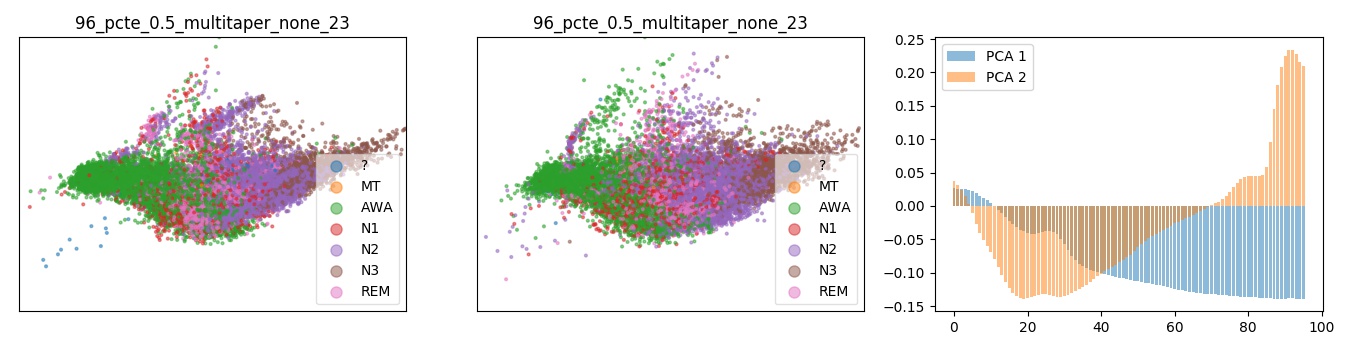 96_pcte_0.5_multitaper_none_23
?
MT
AWA
N1
N2
N3
REM
96_pcte_0.5_multitaper_none_23
?
MT
AWA
N1
N2
N3
REM
PCA 1
PCA 2
0.25
0.20
0.15
0.10
0.05
0.00
−0.05
−0.10
−0.15
0 20 40 60 80 100